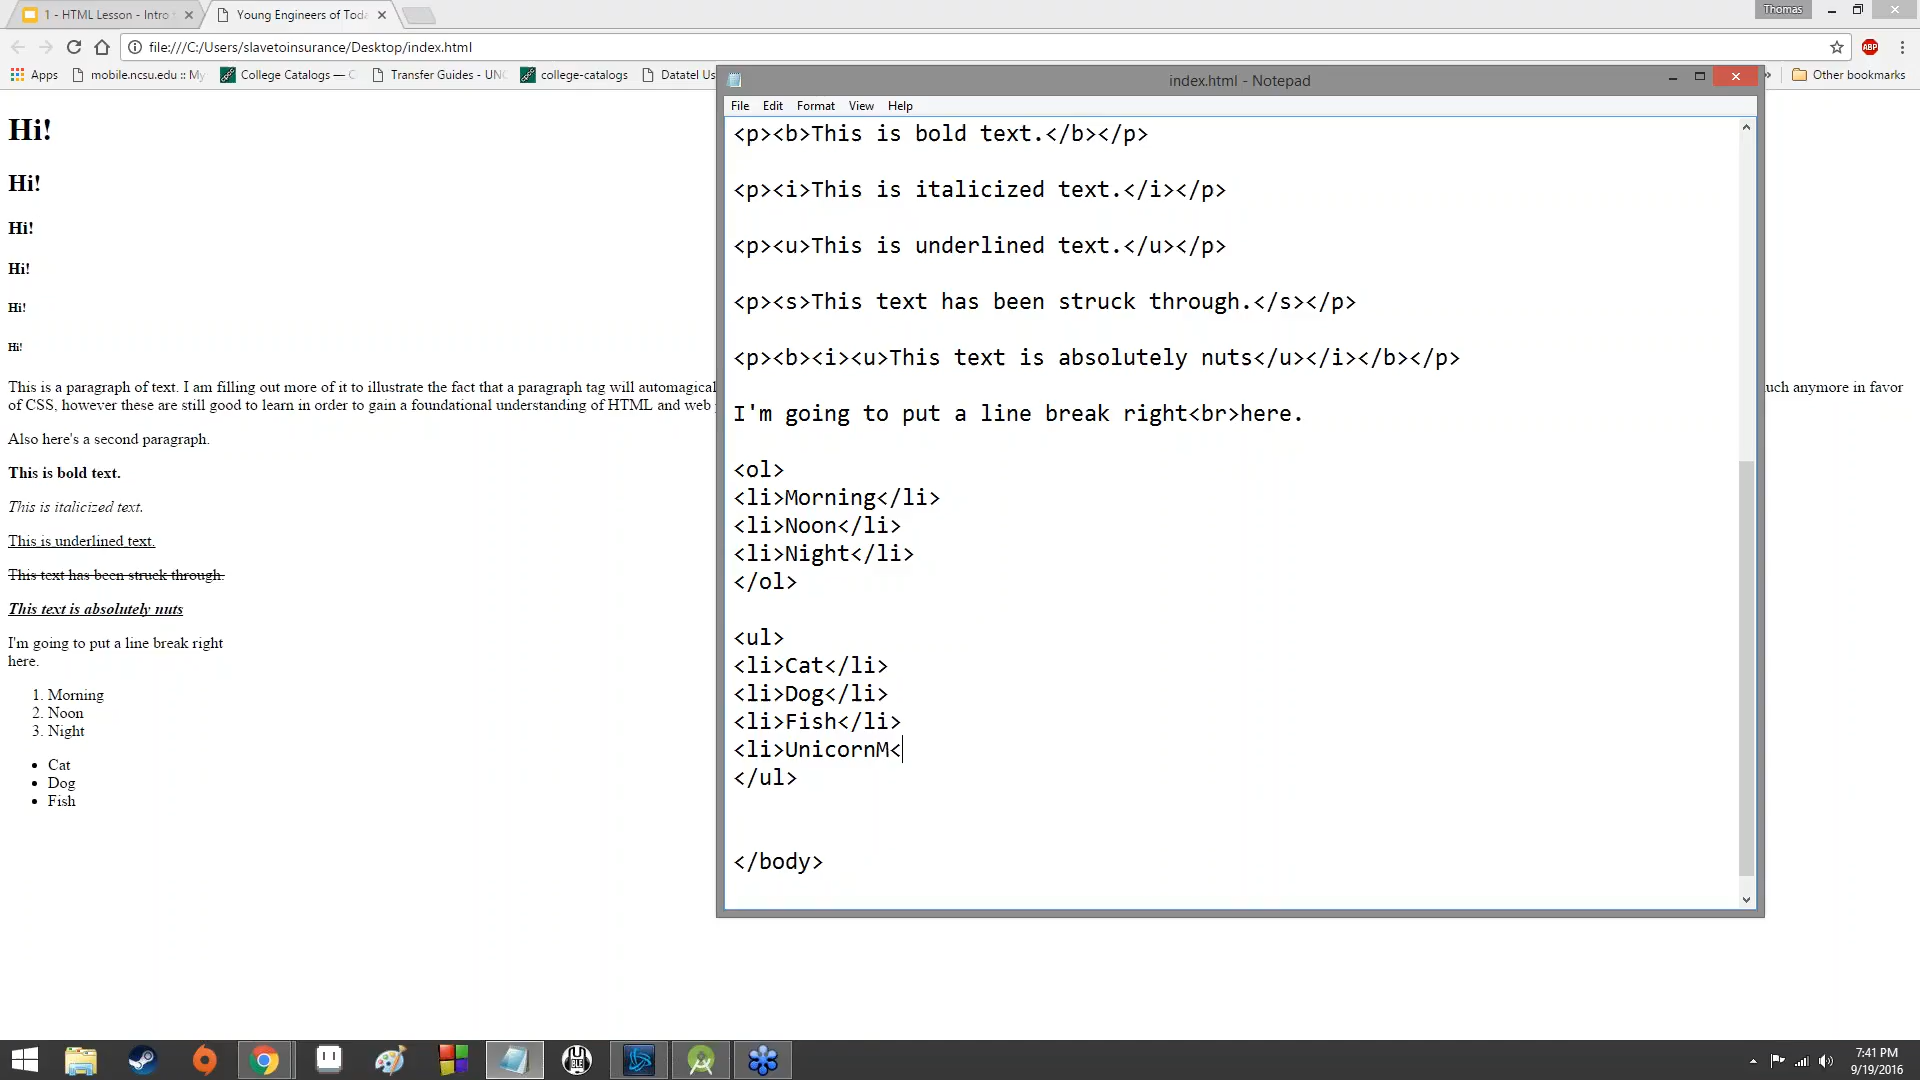 1 - HTML Lesson - Intro
Young Engineers of Toda
Thomas
file:///C:/Users/slavetoinsurance/Desktop/index.html
ABP
Apps
mobile.ncsu.edu :: My
College Catalogs — C
Transfer Guides - UNC
college-catalogs
Datatel Us
» Other bookmarks
Hi!
Hi!
Hi!
Hi!
Hi!
Hi!
This is a paragraph of text. I am filling out more of it to illustrate the fact that a paragraph tag will automagical
uch anymore in favor
of CSS, however these are still good to learn in order to gain a foundational understanding of HTML and web
Also here's a second paragraph.
This is bold text.
This is italicized text.
This is underlined text.
This text has been struck through.
This text is absolutely nuts
I'm going to put a line break right
here.
1. Morning
2. Noon
3. Night
• Cat
• Dog
• Fish
index.html - Notepad
File Edit Format View Help
<p><b>This is bold text.</b></p>
<p><i>This is italicized text.</i></p>
<p><u>This is underlined text.</u></p>
<p><s>This text has been struck through.</s></p>
<p><b><i><u>This text is absolutely nuts</u></i></b></p>
I'm going to put a line break right<br>here.
<ol>
<li>Morning</li>
<li>Noon</li>
<li>Night</li>
</ol>
<ul>
<li>Cat</li>
<li>Dog</li>
<li>Fish</li>
<li>UnicornM<
</ul>
</body>
7:41 PM
9/19/2016